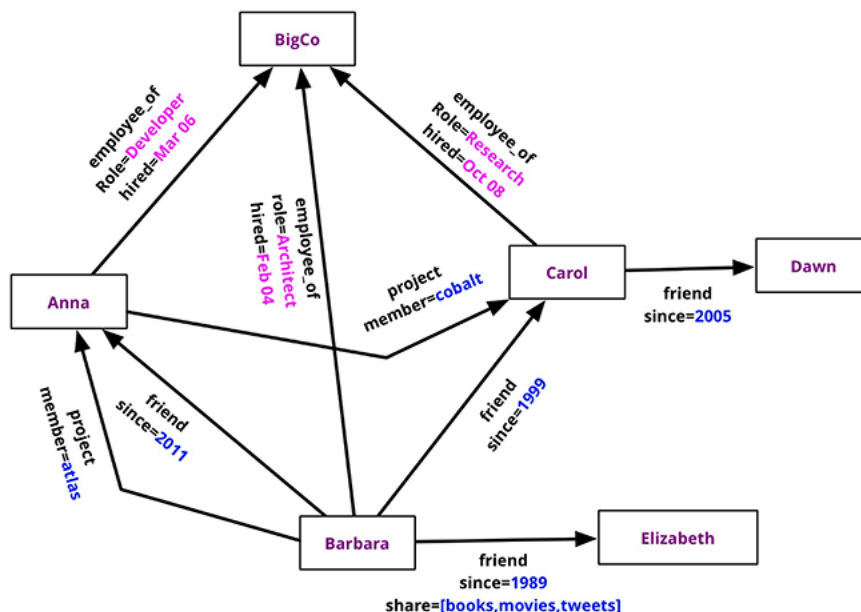 BigCo
employee_of
Role=Developer
hired=Mar 06
employee_of
role=Architect
hired=Feb 04
employee_of
Role=Research
hired=Oct 08
Anna
project
member=cobalt
Carol
friend
since=2005
Dawn
project
member=atlas
friend
since=2011
friend
since=1999
Barbara
friend
since=1989
share=[books,movies,tweets]
Elizabeth